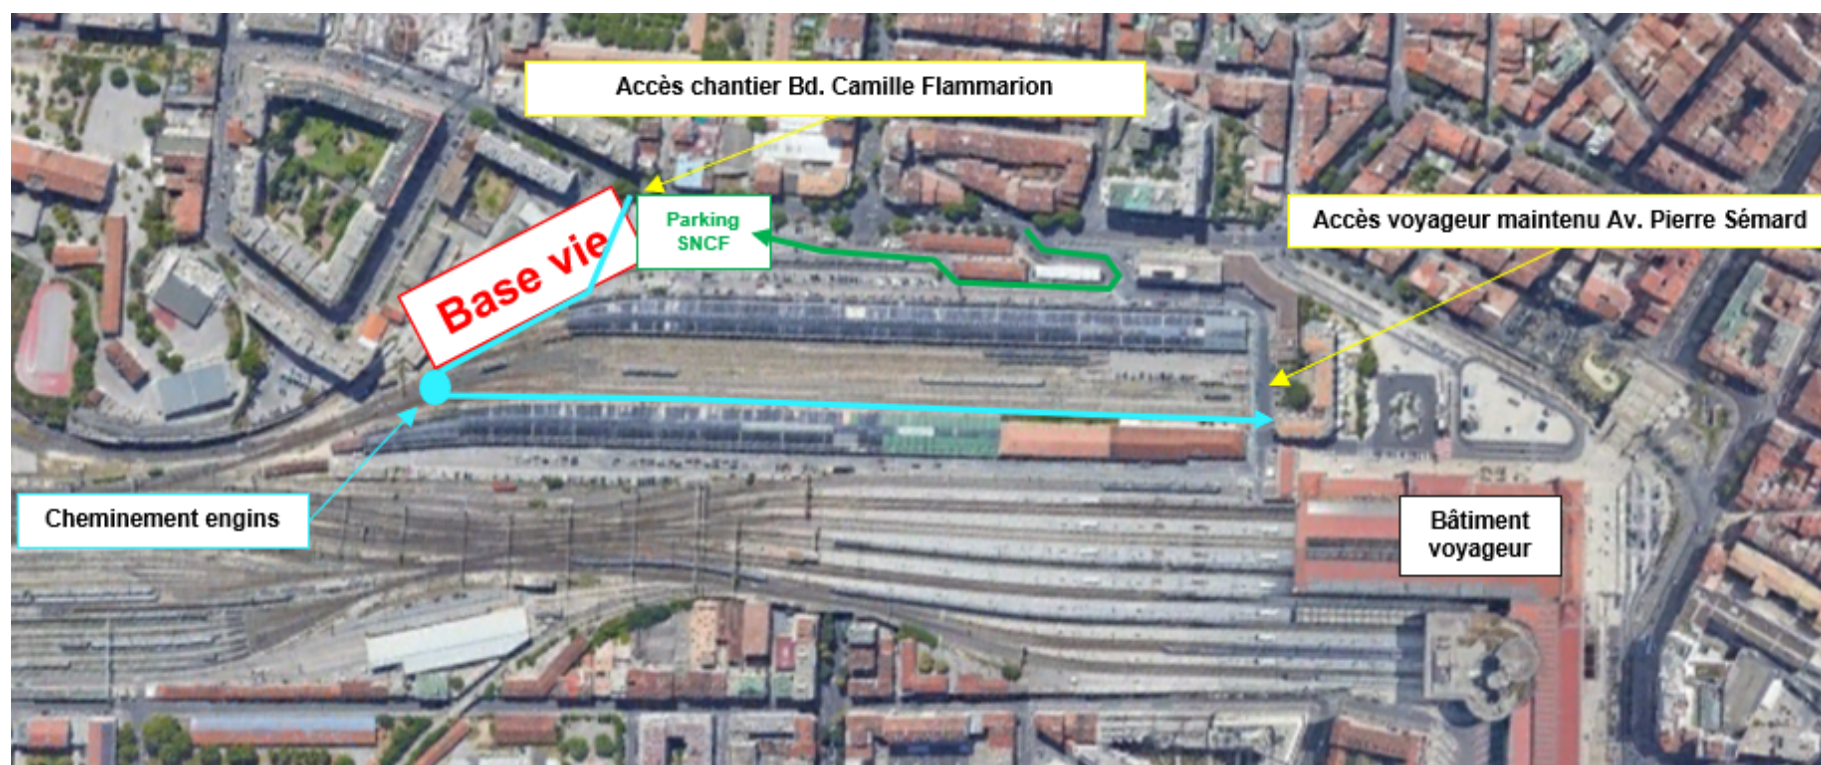 Accès chantier Bd. Camille Flammarion
Parking
SNCF
Accès voyageur maintenu Av. Pierre Sémard
Base vie
Cheminement engins
Bâtiment
voyageur